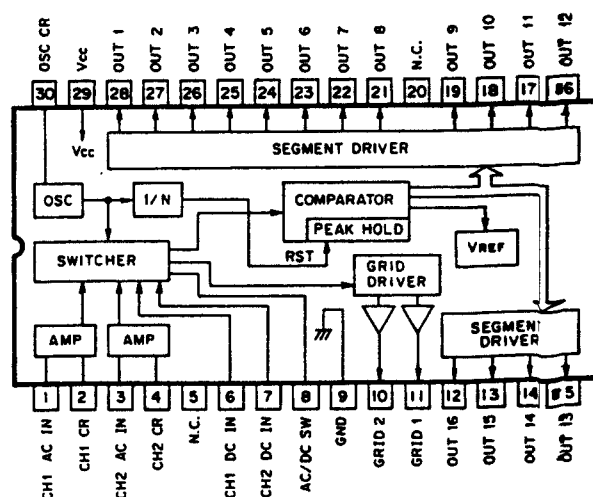 OSC CR
Vcc
OUT 1
OUT 2
OUT 3
OUT 4
OUT 5
OUT 6
OUT 7
OUT 8
N.C.
OUT 9
OUT 10
OUT 11
OUT 12
30 29 28 27 26 25 24 23 22 21 20 19 18 17 86
Vcc
SEGMENT DRIVER
OSC
1/N
COMPARATOR
PEAK HOLD
RST
VREF
SWITCHER
GRID
DRIVER
SEGMENT
DRIVER
AMP
AMP
1 2 3 4 5 6 7 8 9 10 11 12 13 14 5
CH1 AC IN
CH1 CR
CH2 AC IN
CH2 CR
N.C.
CH1 DC IN
CH2 DC IN
AC/DC SW
GND
GRID 2
GRID 1
OUT 16
OUT 15
OUT 14
OUT 13